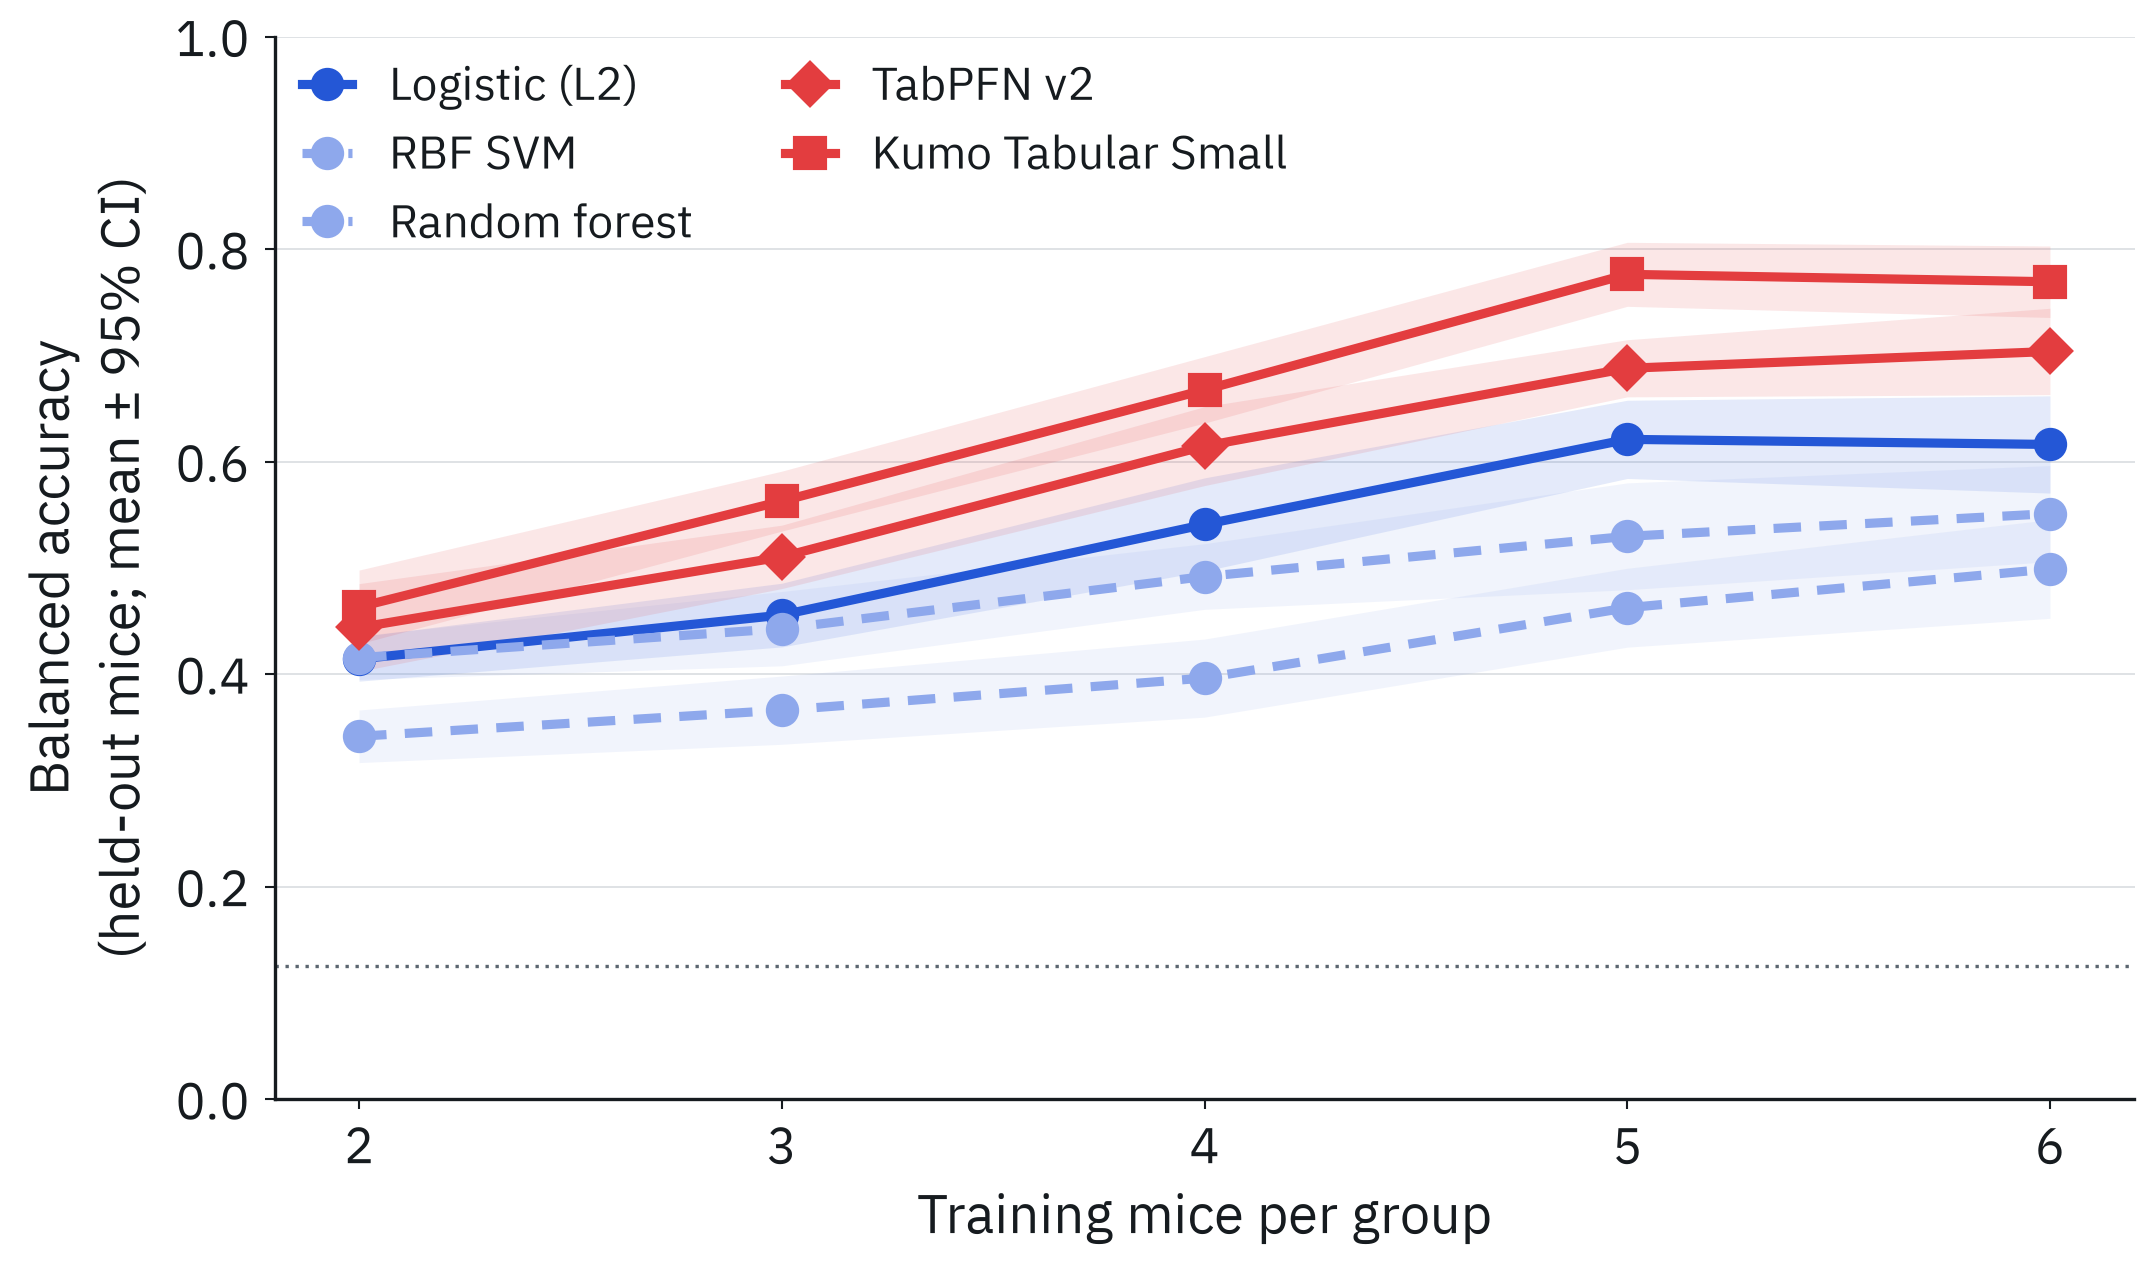 Balanced accuracy
(held-out mice; mean ± 95% CI)
1.0
0.8
0.6
0.4
0.2
0.0
Logistic (L2)
RBF SVM
Random forest
TabPFN v2
Kumo Tabular Small
2 3 4 5 6
Training mice per group